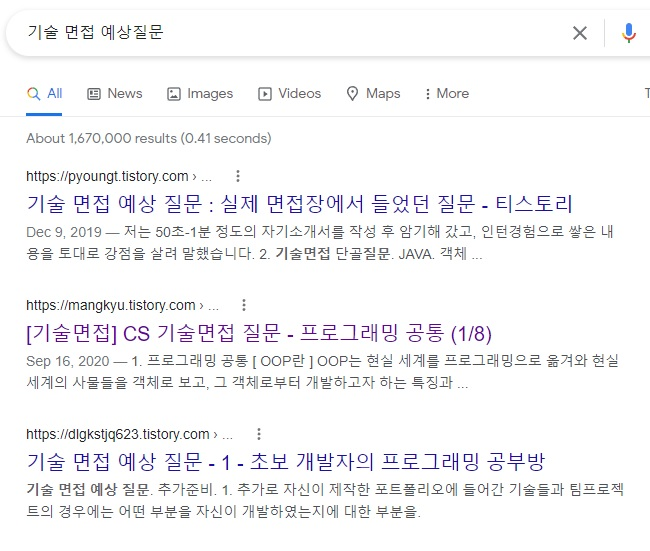 기술 면접 예상질문
All News Images Videos Maps More T
About 1,670,000 results (0.41 seconds)
https://pyoungt.tistory.com › ...
기술 면접 예상 질문 : 실제 면접장에서 들었던 질문 - 티스토리
Dec 9, 2019 — 저는 50초-1분 정도의 자기소개서를 작성 후 암기해 갔고, 인턴경험으로 쌓은 내
용을 토대로 강점을 살려 말했습니다. 2. 기술면접 단골질문. JAVA. 객체 ...
https://mangkyu.tistory.com › ...
[기술면접] CS 기술면접 질문 - 프로그래밍 공통 (1/8)
Sep 16, 2020 — 1. 프로그래밍 공통 [ OOP란 ] OOP는 현실 세계를 프로그래밍으로 옮겨와 현실
세계의 사물들을 객체로 보고, 그 객체로부터 개발하고자 하는 특징과 ...
https://dlgkstjq623.tistory.com › ...
기술 면접 예상 질문 - 1 - 초보 개발자의 프로그래밍 공부방
기술 면접 예상 질문. 추가준비. 1. 추가로 자신이 제작한 포트폴리오에 들어간 기술들과 팀프로젝
트의 경우에는 어떤 부분을 자신이 개발하였는지에 대한 부분을.